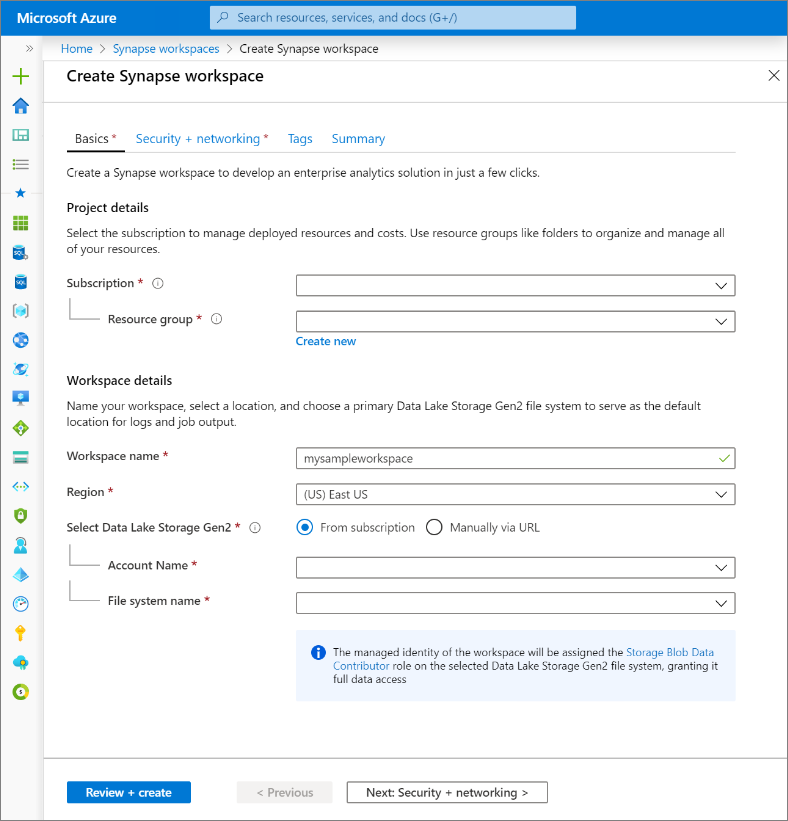 Microsoft Azure
Search resources, services, and docs (G+/)
Home > Synapse workspaces > Create Synapse workspace
Create Synapse workspace
Basics * Security + networking * Tags Summary
Create a Synapse workspace to develop an enterprise analytics solution in just a few clicks.
Project details
Select the subscription to manage deployed resources and costs. Use resource groups like folders to organize and manage all
of your resources.
Subscription *
Resource group *
Create new
Workspace details
Name your workspace, select a location, and choose a primary Data Lake Storage Gen2 file system to serve as the default
location for logs and job output.
Workspace name *
mysampleworkspace
Region *
(US) East US
Select Data Lake Storage Gen2 *
From subscription
Manually via URL
Account Name *
File system name *
The managed identity of the workspace will be assigned the Storage Blob Data
Contributor role on the selected Data Lake Storage Gen2 file system, granting it
full data access
Review + create
< Previous
Next: Security + networking >